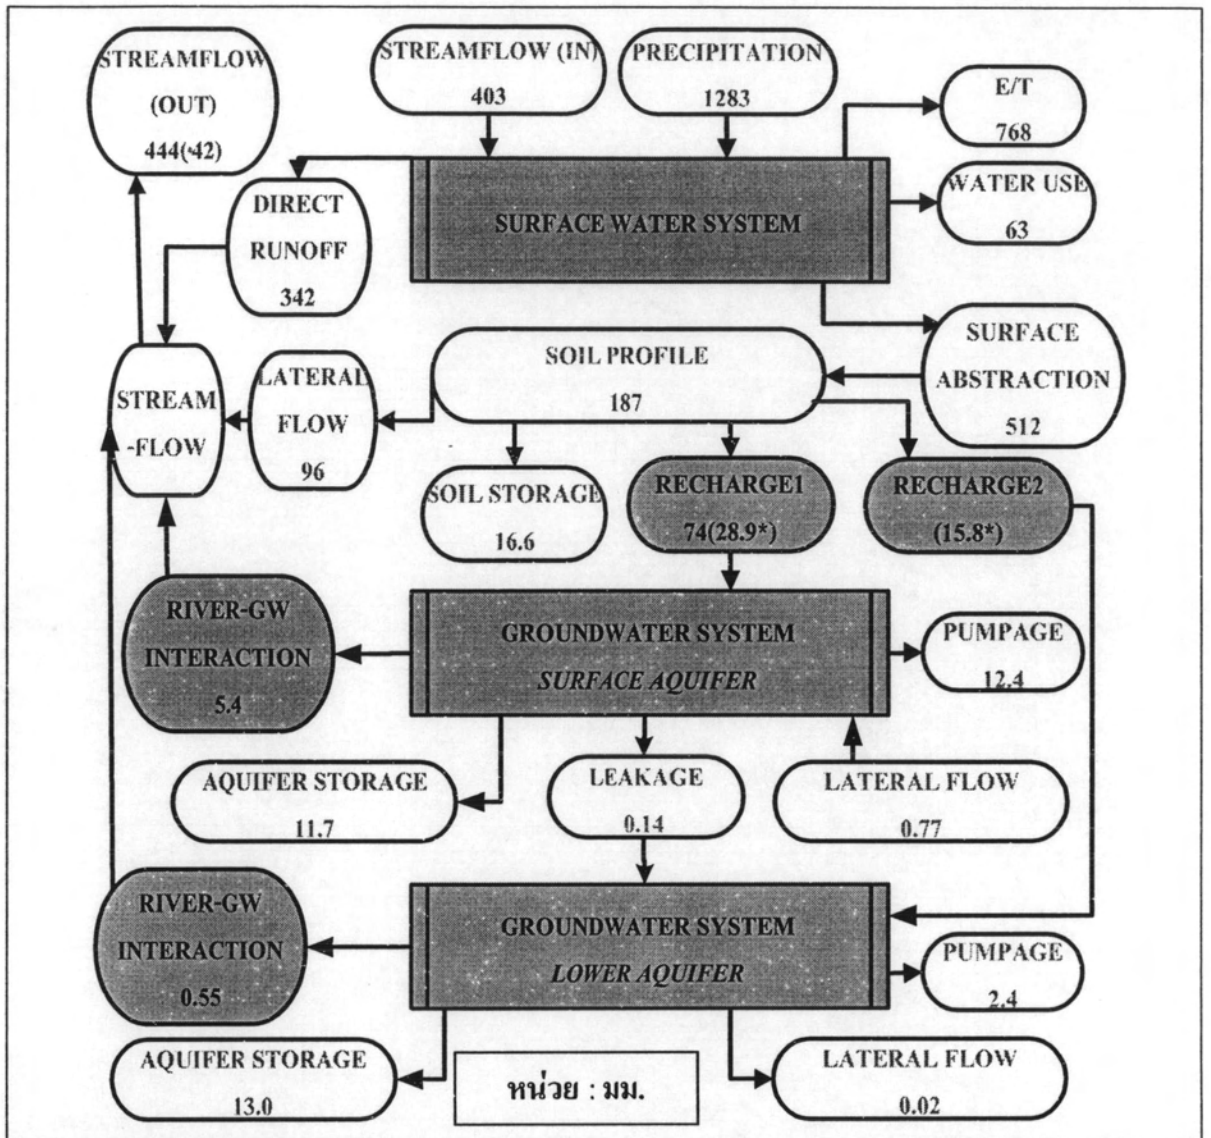 STREAMFLOW
(OUT)
444(-42)
STREAMFLOW (IN)
403
PRECIPITATION
1283
E/T
768
WATER USE
63
SURFACE WATER SYSTEM
DIRECT
RUNOFF
342
SURFACE
ABSTRACTION
512
SOIL PROFILE
187
LATERAL
FLOW
96
STREAM
-FLOW
SOIL STORAGE
16.6
RECHARGE1
74(28.9*)
RECHARGE2
(15.8*)
RIVER-GW
INTERACTION
5.4
GROUNDWATER SYSTEM
SURFACE AQUIFER
PUMPAGE
12.4
AQUIFER STORAGE
11.7
LEAKAGE
0.14
LATERAL FLOW
0.77
RIVER-GW
INTERACTION
0.55
GROUNDWATER SYSTEM
LOWER AQUIFER
PUMPAGE
2.4
AQUIFER STORAGE
13.0
หน่วย : มม.
LATERAL FLOW
0.02